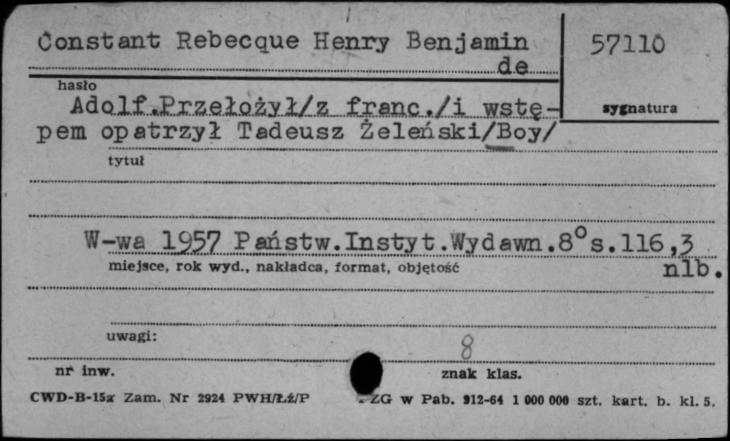 Constant Rebecque Henry Benjamin
de
57110
hasło
Adolf.Przełożył/z franc./i wstę-
sygnatura
pem opatrzył Tadeusz Żeleński/Boy/
tytuł
W-wa 1957 Państw.Instyt.Wydawn.8°s.116,3
miejsce, rok wyd., nakładca, format, objętość
nlb.
uwagi:
8
nr inw.
znak klas.
CWD-B-15a Zam. Nr 2924 PWH/Łź/P
ZG w Pab. 912-64 1 000 000 szt. kart. b. kl. 5.